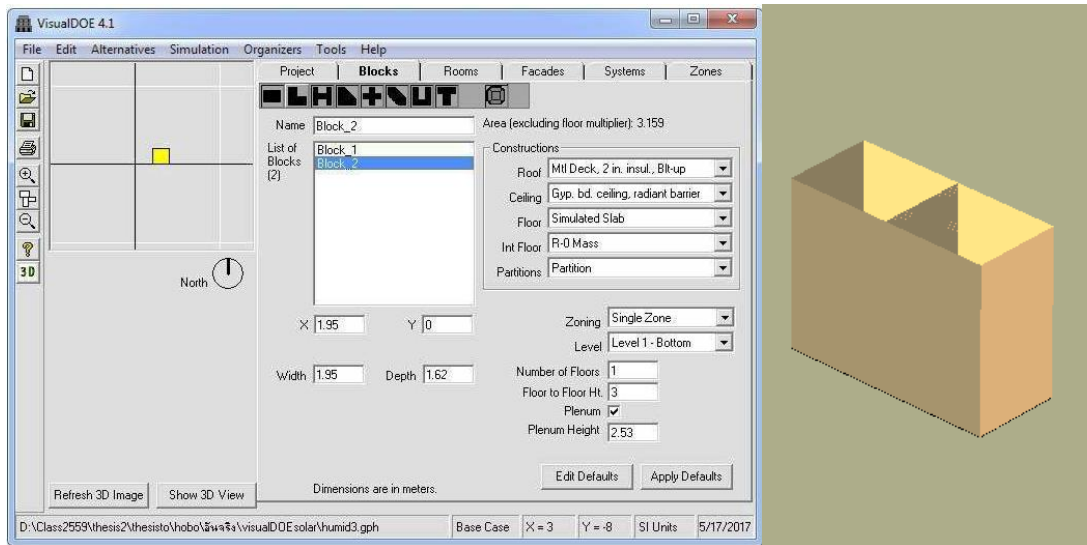 VisualDOE 4.1
File Edit Alternatives Simulation Organizers Tools Help
Project Blocks Rooms Facades Systems Zones
Name Block_2
Area (excluding floor multiplier): 3.159
List of Blocks (2)
Block_1
Block_2
Constructions
Roof Mtl Deck, 2 in. insul., Blt-up
Ceiling Gyp. bd. ceiling, radiant barrier
Floor Simulated Slab
Int Floor R-0 Mass
Partitions Partition
North
3D
X 1.95 Y 0
Zoning Single Zone
Level Level 1 - Bottom
Width 1.95 Depth 1.62
Number of Floors 1
Floor to Floor Ht. 3
Plenum
Plenum Height 2.53
Edit Defaults Apply Defaults
Refresh 3D Image Show 3D View
Dimensions are in meters.
D:\Class2559\thesis2\thesisto\hobo\อันจริง\visualDOEsolar\humid3.gph Base Case X = 3 Y = -8 SI Units 5/17/2017